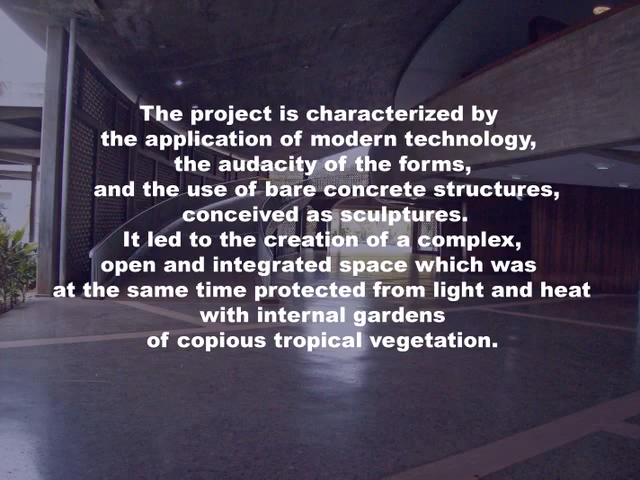 The project is characterized by
the application of modern technology,
the audacity of the forms,
and the use of bare concrete structures,
conceived as sculptures.
It led to the creation of a complex,
open and integrated space which was
at the same time protected from light and heat
with internal gardens
of copious tropical vegetation.